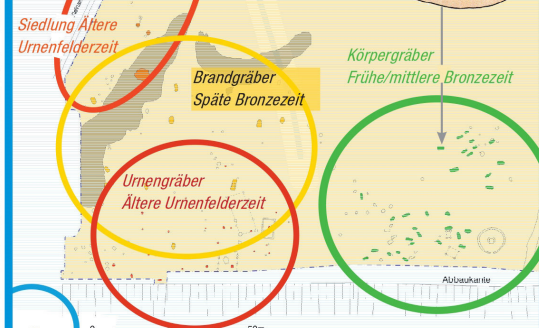 Siedlung Ältere
Urnenfelderzeit
Brandgräber
Späte Bronzezeit
Körpergräber
Frühe/mittlere Bronzezeit
Urnengräber
Ältere Urnenfelderzeit
Abbaukante